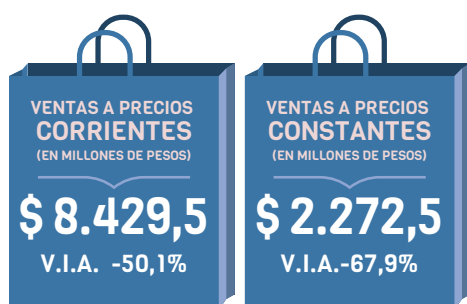 VENTAS A PRECIOS
CORRIENTES
(EN MILLONES DE PESOS)
$ 8.429,5
V.I.A. -50,1%
VENTAS A PRECIOS
CONSTANTES
(EN MILLONES DE PESOS)
$ 2.272,5
V.I.A.-67,9%